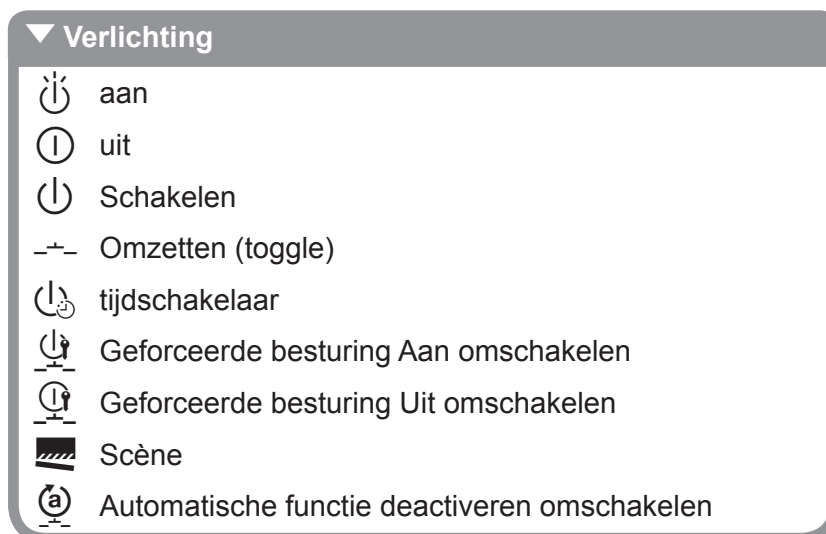 Verlichting
aan
uit
Schakelen
Omzetten (toggle)
tijdschakelaar
Geforceerde besturing Aan omschakelen
Geforceerde besturing Uit omschakelen
Scène
Automatische functie deactiveren omschakelen